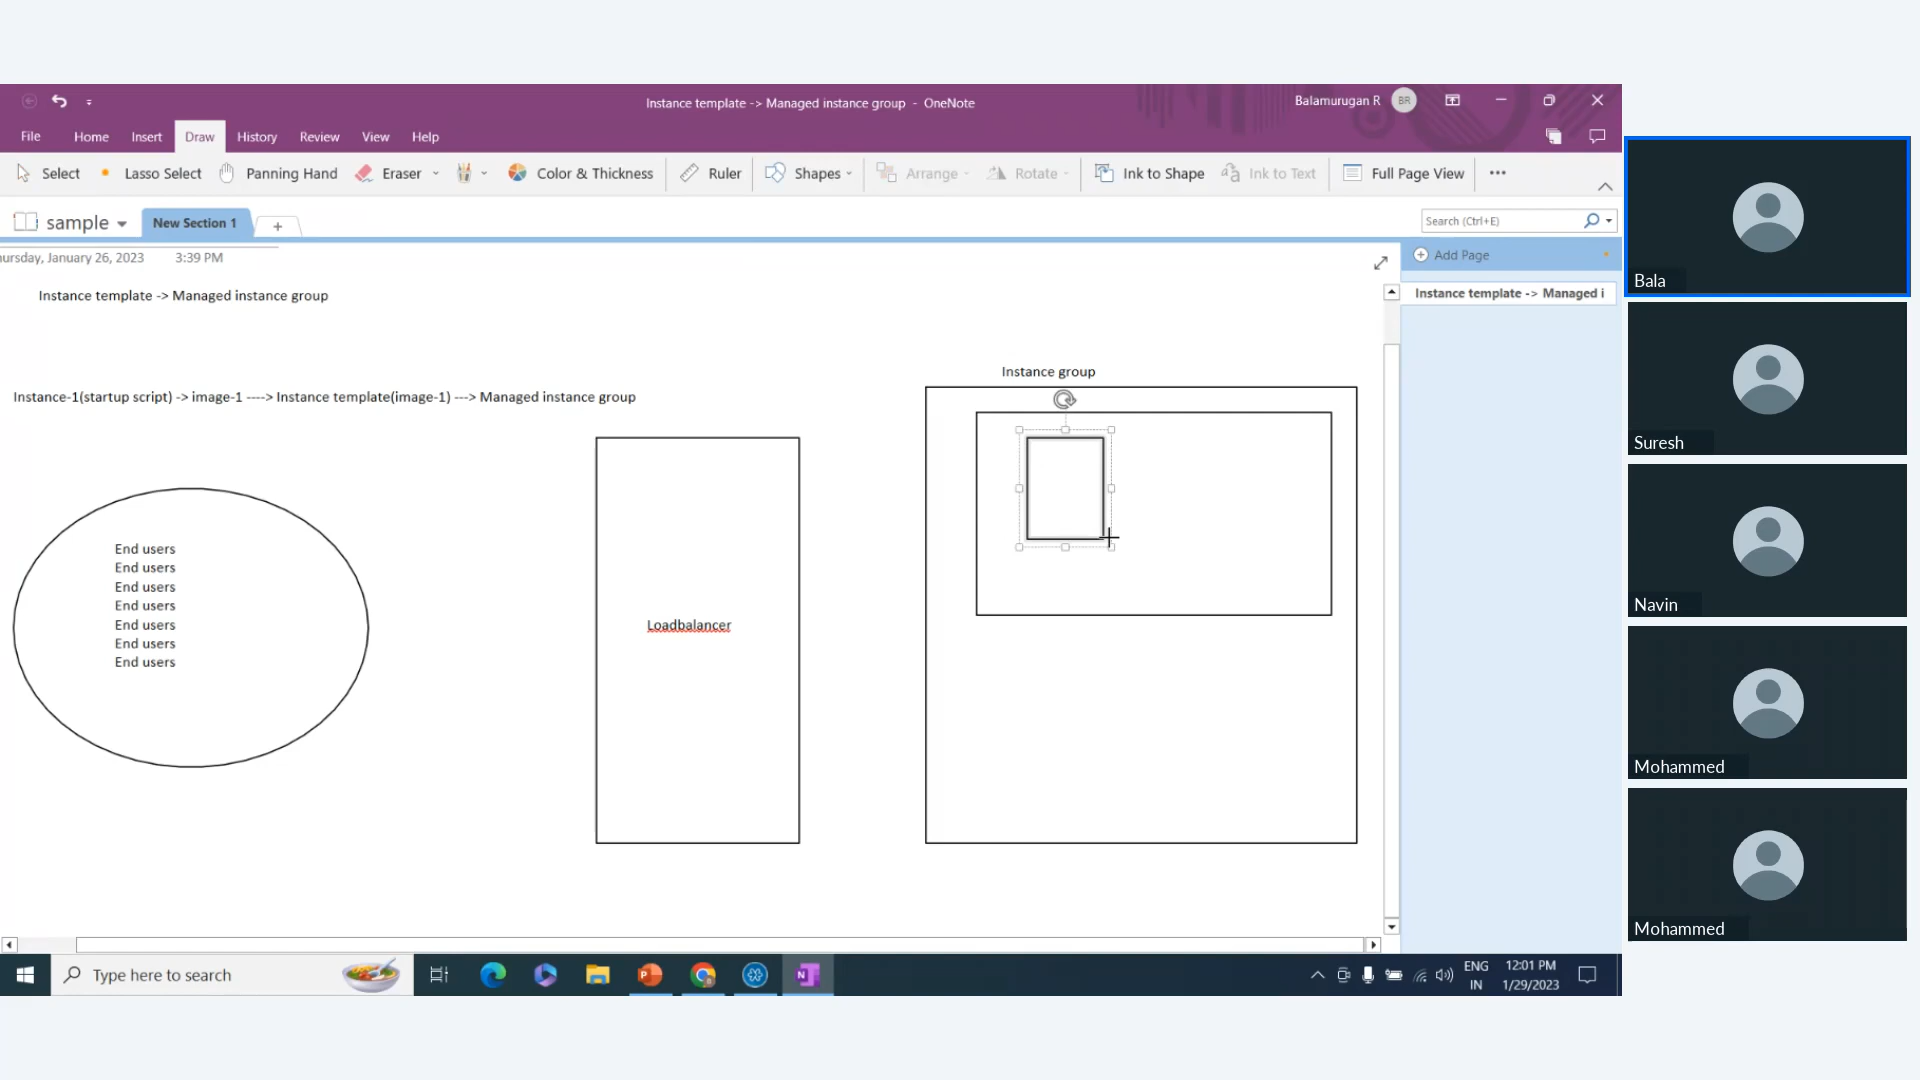 Instance template -> Managed instance group - OneNote
Balamurugan R
BR
File
Home
Insert
Draw
History
Review
View
Help
Select
Lasso Select
Panning Hand
Eraser
Color & Thickness
Ruler
Shapes
Arrange
Rotate
Ink to Shape
Ink to Text
Full Page View
sample
New Section 1
Search (Ctrl+E)
ursday, January 26, 2023
3:39 PM
Add Page
Instance template -> Managed i
Instance template -> Managed instance group
Instance group
Instance-1(startup script) -> image-1 ----> Instance template(image-1) ---> Managed instance group
End users
End users
End users
End users
End users
End users
End users
Loadbalancer
Bala
Suresh
Navin
Mohammed
Mohammed
Type here to search
ENG
IN
12:01 PM
1/29/2023